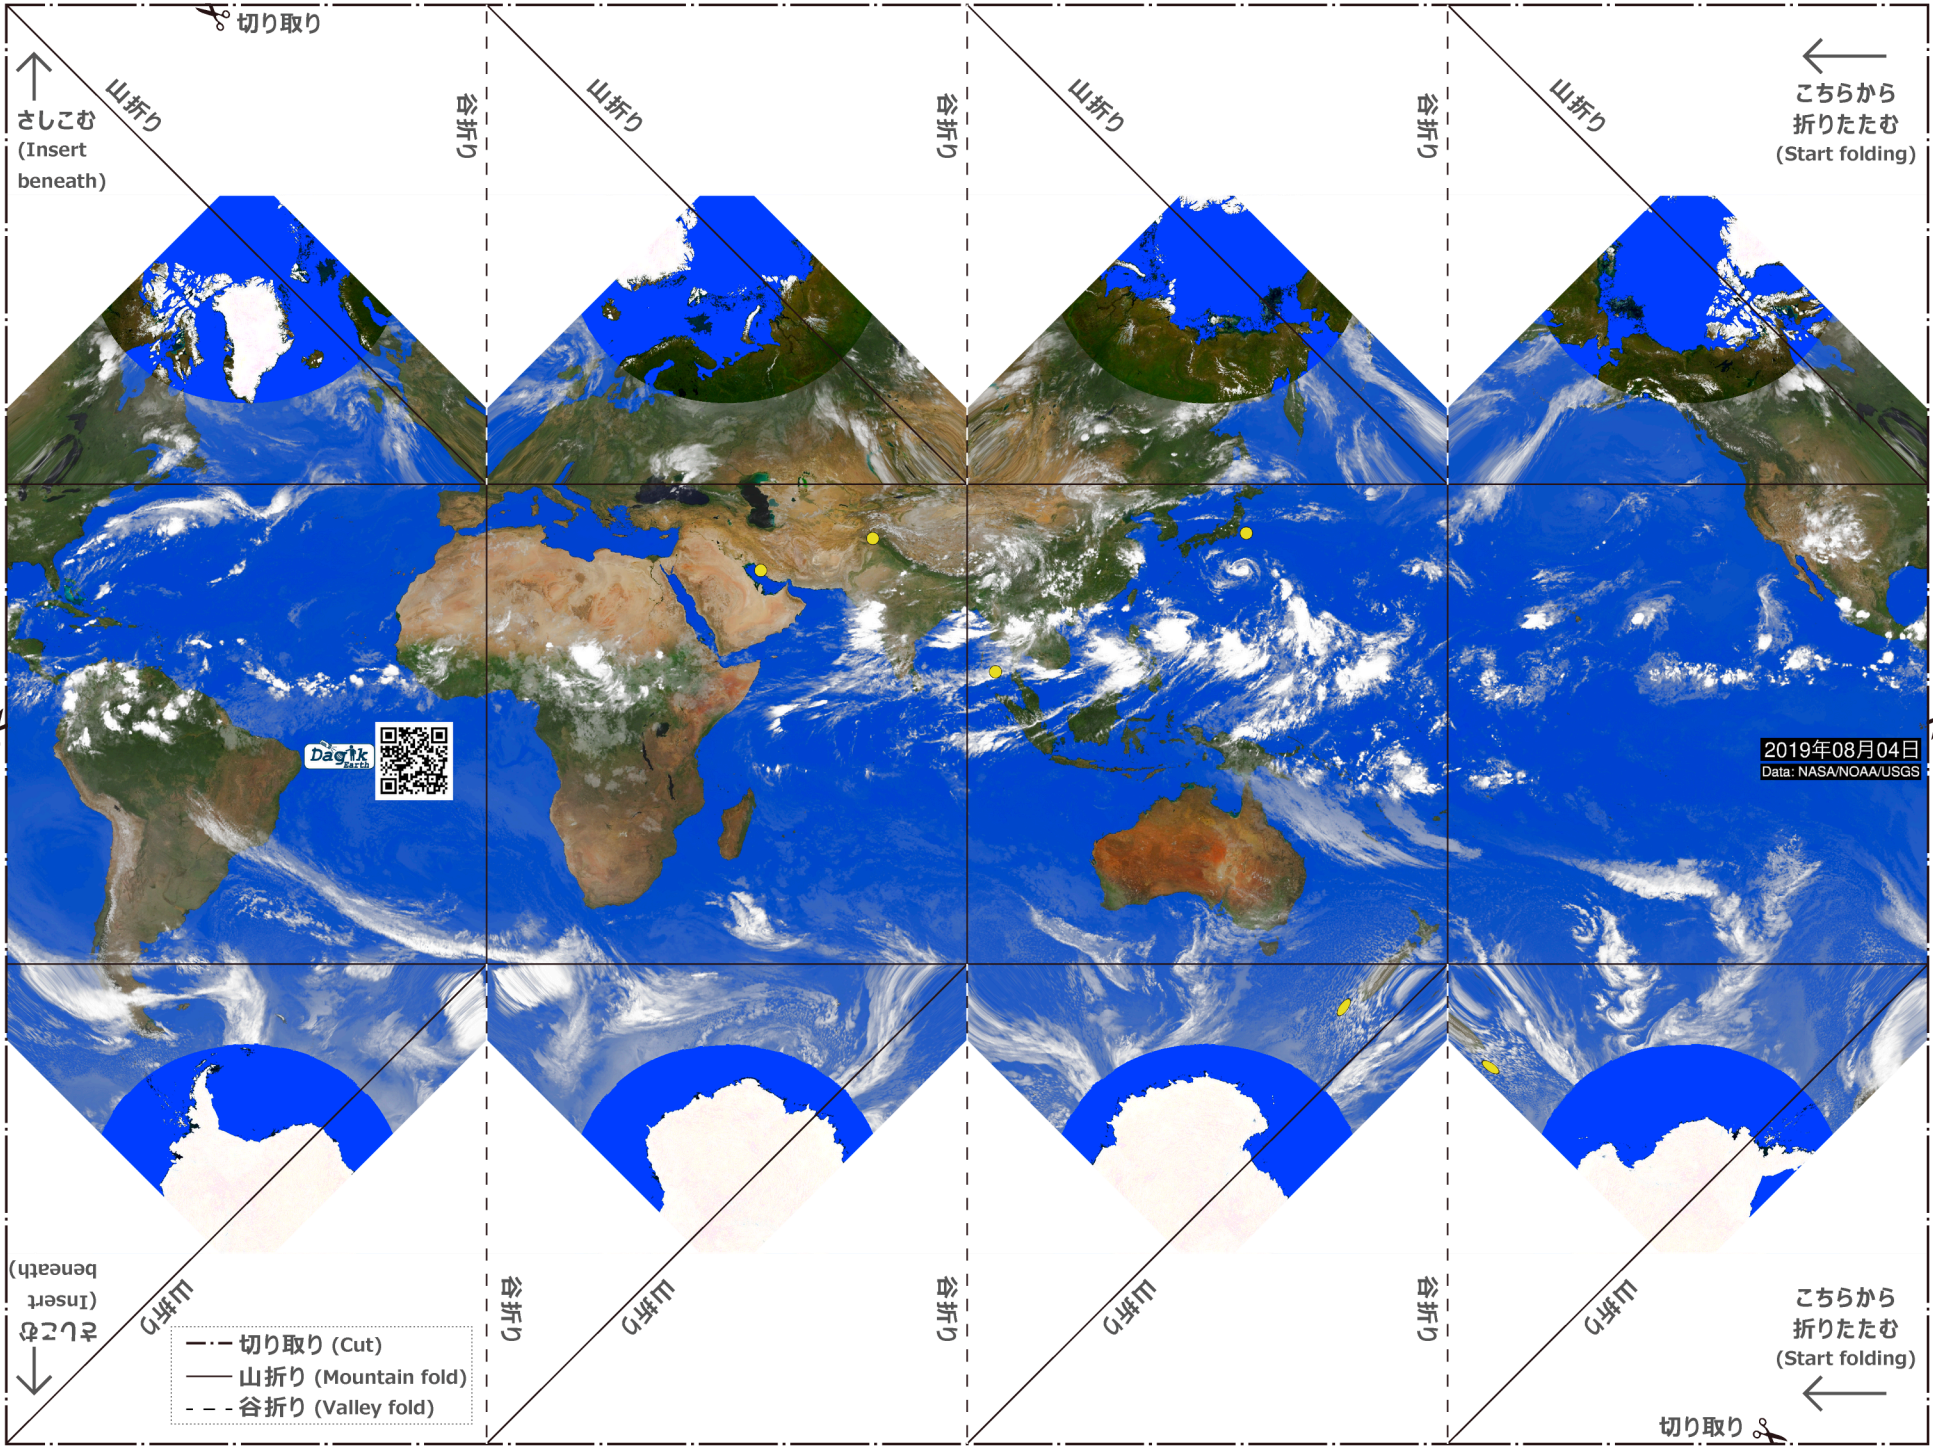 切り取り
山折り
谷折り
山折り
谷折り
山折り
谷折り
山折り
さしこむ
(Insert
beneath)
こちらから
折りたたむ
(Start folding)
Dagik
Earth
2019年08月04日
Data: NASA/NOAA/USGS
さしこむ
(Insert
beneath)
山折り
谷折り
山折り
谷折り
山折り
谷折り
山折り
こちらから
折りたたむ
(Start folding)
切り取り (Cut)
山折り (Mountain fold)
谷折り (Valley fold)
切り取り